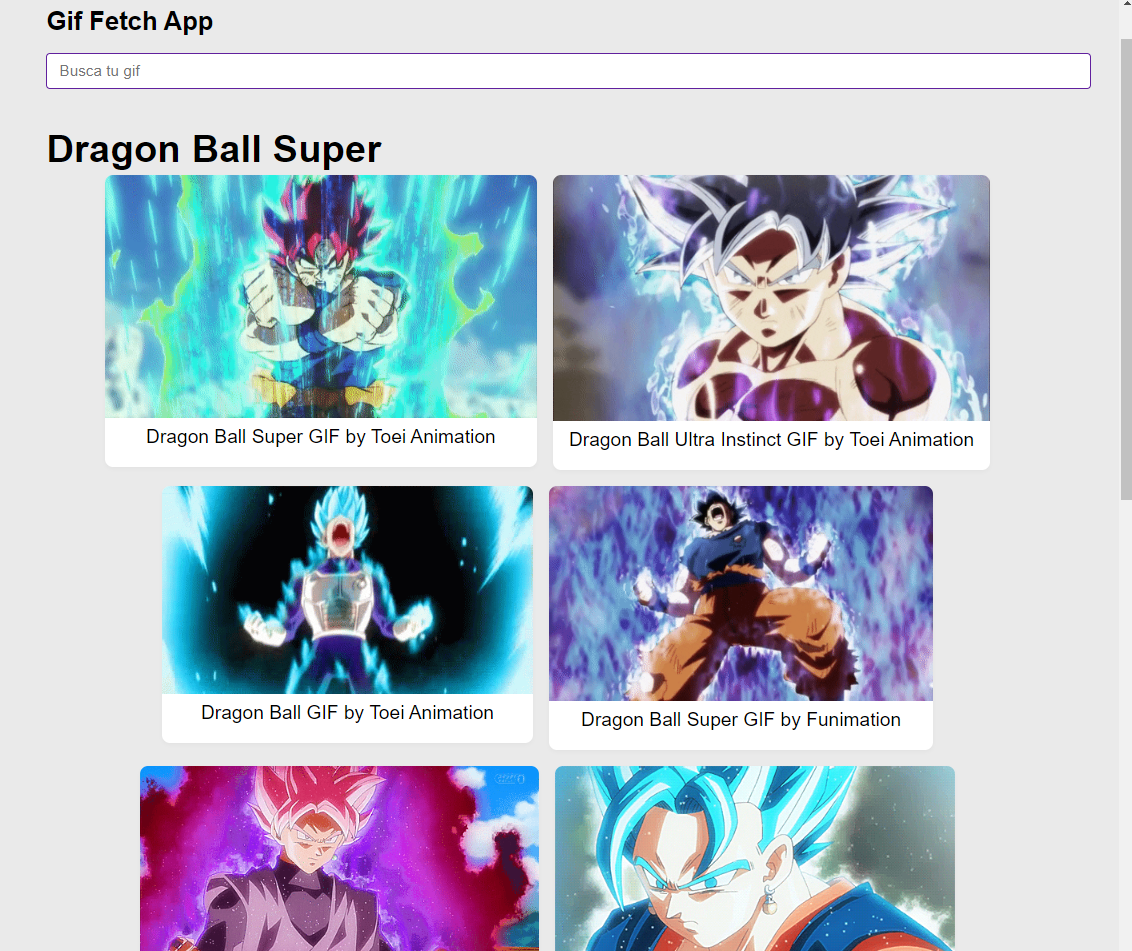 Gif Fetch App
Busca tu gif
Dragon Ball Super
Dragon Ball Super GIF by Toei Animation
Dragon Ball Ultra Instinct GIF by Toei Animation
Dragon Ball GIF by Toei Animation
Dragon Ball Super GIF by Funimation